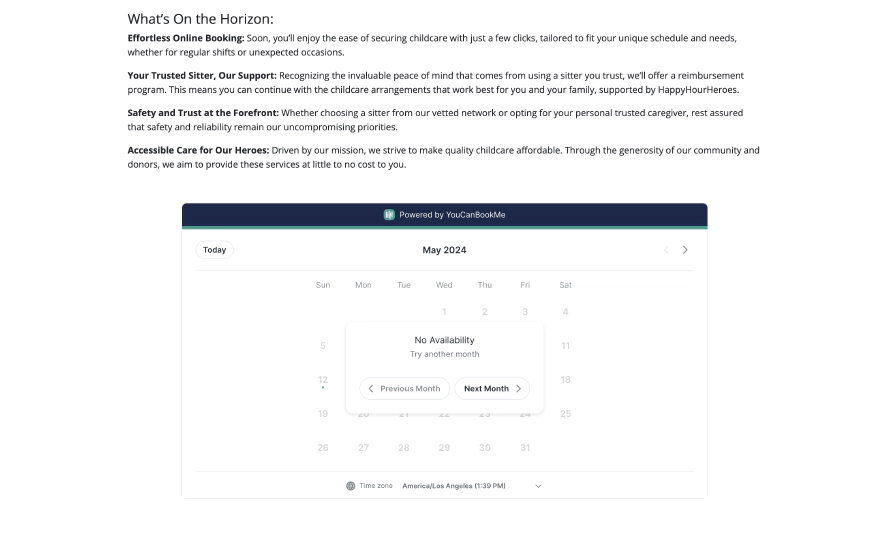 What's On the Horizon:
Effortless Online Booking: Soon, you'll enjoy the ease of securing childcare with just a few clicks, tailored to fit your unique schedule and needs,
whether for regular shifts or unexpected occasions.
Your Trusted Sitter, Our Support: Recognizing the invaluable peace of mind that comes from using a sitter you trust, we'll offer a reimbursement
program. This means you can continue with the childcare arrangements that work best for you and your family, supported by HappyHourHeroes.
Safety and Trust at the Forefront: Whether choosing a sitter from our vetted network or opting for your personal trusted caregiver, rest assured
that safety and reliability remain our uncompromising priorities.
Accessible Care for Our Heroes: Driven by our mission, we strive to make quality childcare affordable. Through the generosity of our community and
donors, we aim to provide these services at little to no cost to you.
Powered by YouCanBookMe
Today May 2024
Sun Mon Tue Wed Thu Fri Sat
1 2 3 4
No Availability
5 11
Try another month
12 18
Previous Month Next Month
19 20 21 22 23 24 25
26 27 28 29 30 31
Time zone America/Los Angeles (1:39 PM)